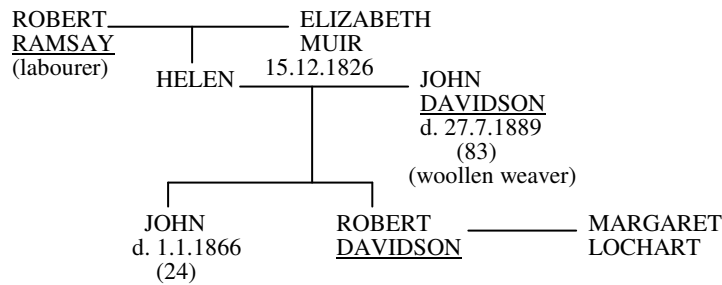 ROBERT
RAMSAY
(labourer)
ELIZABETH
MUIR
15.12.1826
HELEN
JOHN
DAVIDSON
d. 27.7.1889
(83)
(woollen weaver)
JOHN
d. 1.1.1866
(24)
ROBERT
DAVIDSON
MARGARET
LOCHART